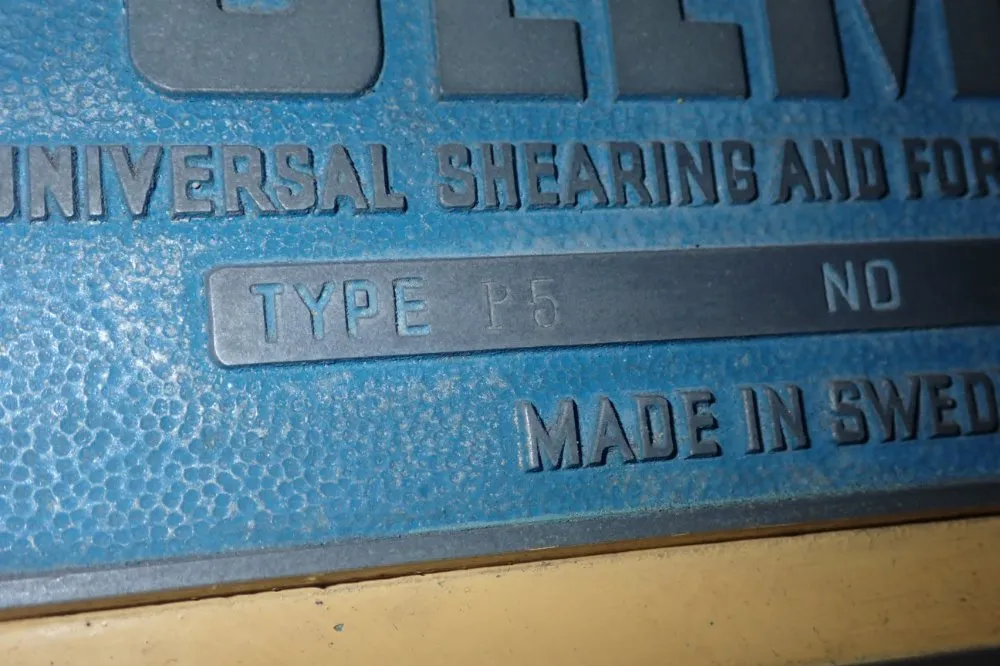 UNIVERSAL SHEARING AND FOR
TYPE P5 NO
MADE IN SWED